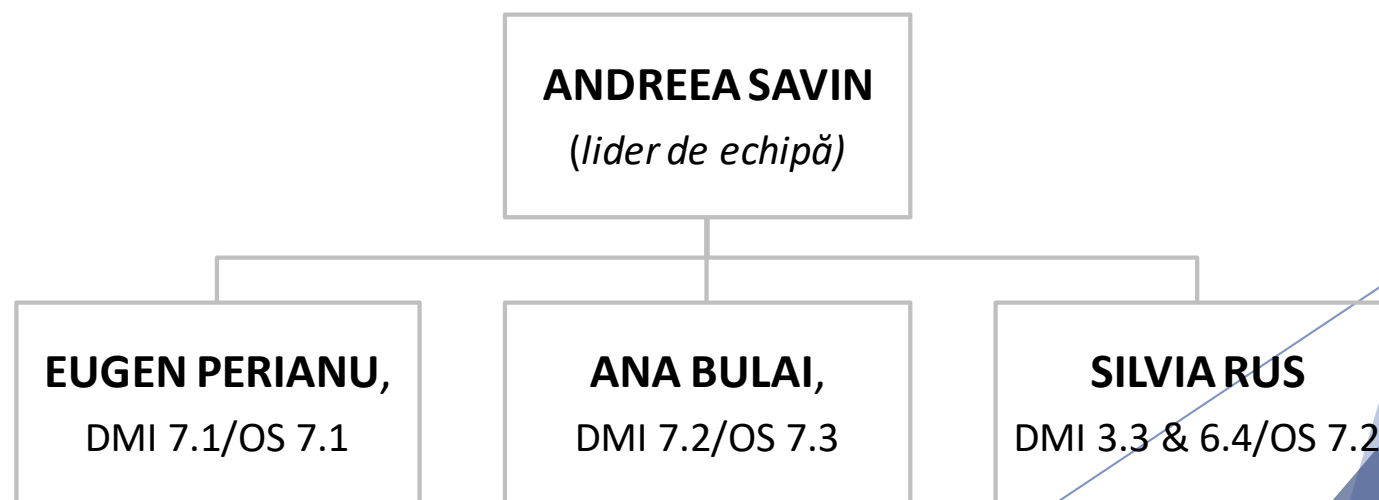 ANDREEA SAVIN
(lider de echipă)
EUGEN PERIANU,
DMI 7.1/OS 7.1
ANA BULAI,
DMI 7.2/OS 7.3
SILVIA RUS
DMI 3.3 & 6.4/OS 7.2